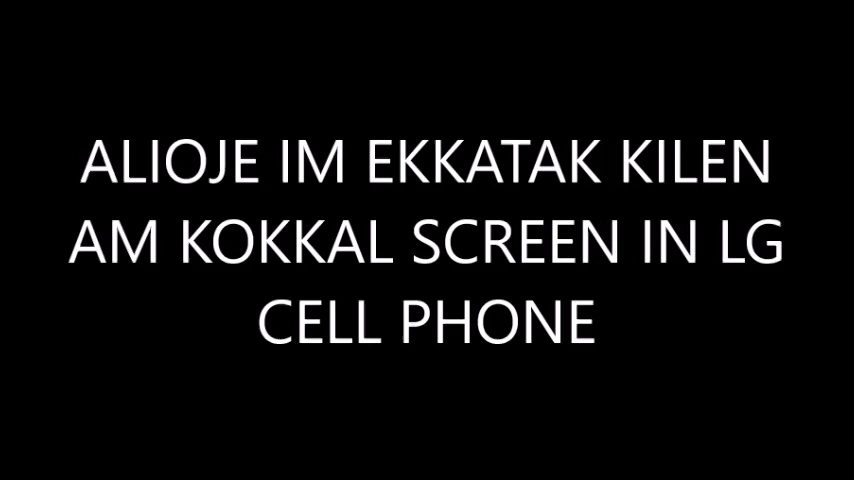 ALIOJE IM EKKATAK KILEN
AM KOKKAL SCREEN IN LG
CELL PHONE